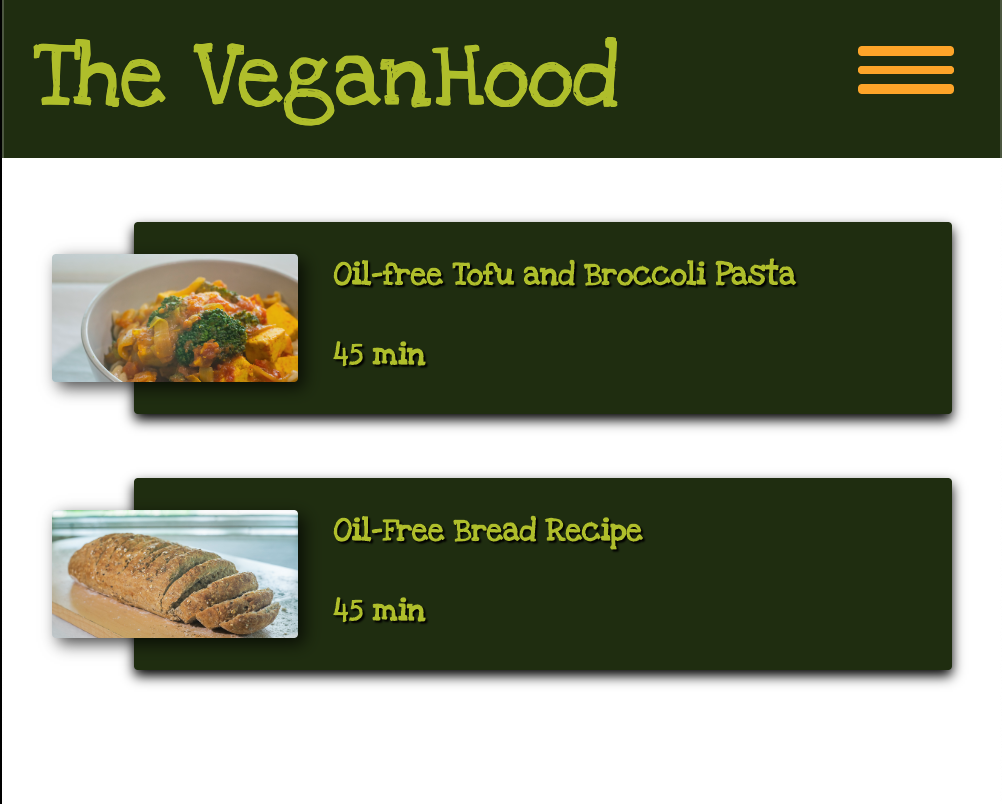 The VeganHood
Oil-free Tofu and Broccoli Pasta
45 min
Oil-Free Bread Recipe
45 min